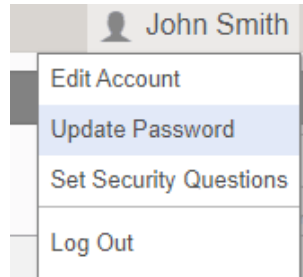 John Smith
Edit Account
Update Password
Set Security Questions
Log Out